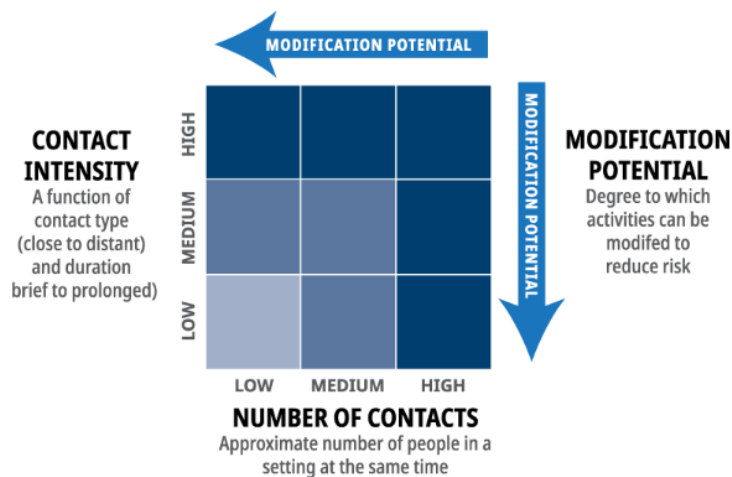 MODIFICATION POTENTIAL
CONTACT
INTENSITY
A function of
contact type
(close to distant)
and duration
brief to prolonged)
HIGH
MEDIUM
LOW
MODIFICATION POTENTIAL
MODIFICATION
POTENTIAL
Degree to which
activities can be
modifed to
reduce risk
LOW MEDIUM HIGH
NUMBER OF CONTACTS
Approximate number of people in a
setting at the same time